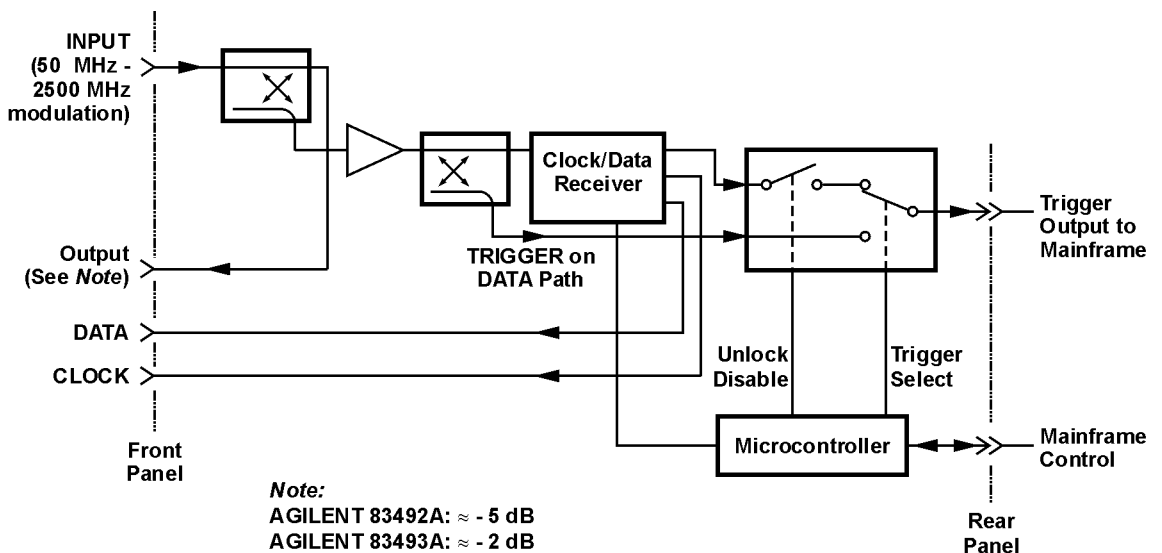 INPUT
(50 MHz -
2500 MHz
modulation)
Clock/Data
Receiver
Trigger
Output to
Mainframe
TRIGGER on
DATA Path
Output
(See Note)
DATA
CLOCK
Unlock
Disable
Trigger
Select
Front
Panel
Microcontroller
Mainframe
Control
Note:
AGILENT 83492A: ≈ - 5 dB
AGILENT 83493A: ≈ - 2 dB
Rear
Panel